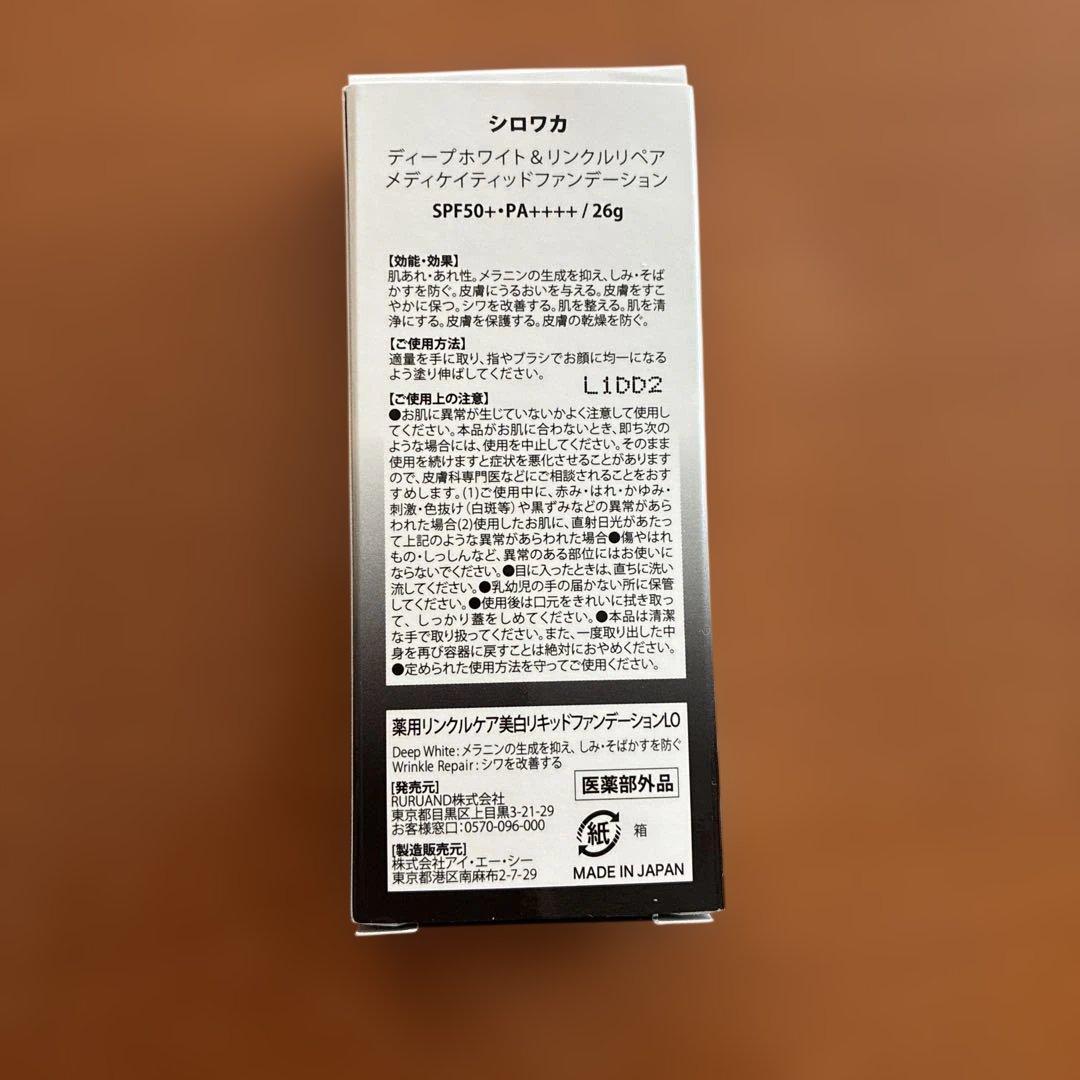 シロワカ
ディープホワイト&リンクルリペア
メディケイティッドファンデーション
SPF50+・PA++++ / 26g
【効能・効果】
肌あれ・あれ性。メラニンの生成を抑え、しみ・そば
かすを防ぐ。皮膚にうるおいを与える。皮膚をすこ
やかに保つ。シワを改善する。肌を整える。肌を清
浄にする。皮膚を保護する。皮膚の乾燥を防ぐ。
【ご使用方法】
適量を手に取り、指やブラシでお顔に均一になる
よう塗り伸ばしてください。
L1DD2
【ご使用上の注意】
●お肌に異常が生じていないかよく注意して使用し
てください。本品がお肌に合わないとき、即ち次の
ような場合には、使用を中止してください。そのまま
使用を続けますと症状を悪化させることがあります
ので、皮膚科専門医などにご相談されることをおす
すめします。(1)ご使用中に、赤み・はれ・かゆみ・
刺激・色抜け(白斑等)や黒ずみなどの異常があら
われた場合(2)使用したお肌に、直射日光があたっ
て上記のような異常があらわれた場合●傷やはれ
もの・しっしんなど、異常のある部位にはお使いに
ならないでください。●目に入ったときは、直ちに洗い
流してください。●乳幼児の手の届かない所に保管
してください。●使用後は口元をきれいに拭き取っ
て、しっかり蓋をしめてください。●本品は清潔
な手で取り扱ってください。また、一度取り出した中
身を再び容器に戻すことは絶対におやめください。
●定められた使用方法を守ってご使用ください。
薬用リンクルケア美白リキッドファンデーションLO
Deep White : メラニンの生成を抑え、しみ・そばかすを防ぐ
Wrinkle Repair : シワを改善する
[発売元]
RURUAND株式会社
東京都目黒区上目黒3-21-29
お客様窓口:0570-096-000
[製造販売元]
株式会社アイ・エー・シー
東京都港区南麻布2-7-29
医薬部外品
紙 箱
MADE IN JAPAN